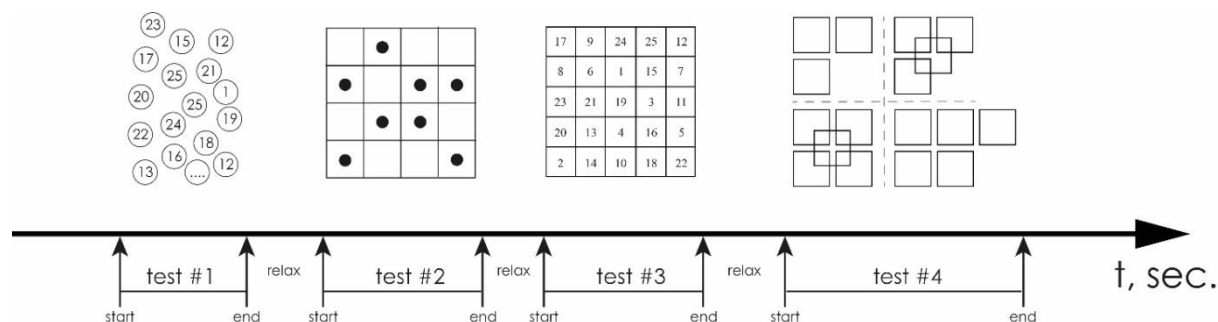 23
15
12
17
25
21
20
25
1
22
24
19
18
16
13
....
12
17 9 24 25 12
8 6 1 15 7
23 21 19 3 11
20 13 4 16 5
2 14 10 18 22
test #1
relax
test #2
relax
test #3
relax
test #4
t, sec.
start
end
start
end
start
end
start
end